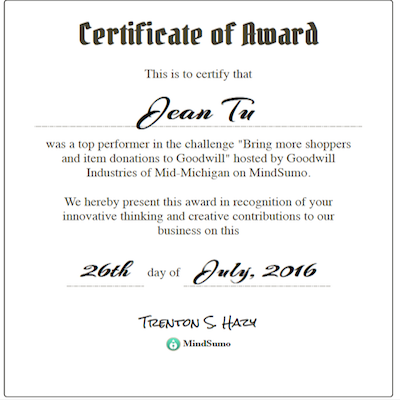 Certificate of Award
This is to certify that
Jean Tu
was a top performer in the challenge "Bring more shoppers
and item donations to Goodwill" hosted by Goodwill
Industries of Mid-Michigan on MindSumo.
We hereby present this award in recognition of your
innovative thinking and creative contributions to our
business on this
26th day of July, 2016
Trenton S. Hazy
MindSumo